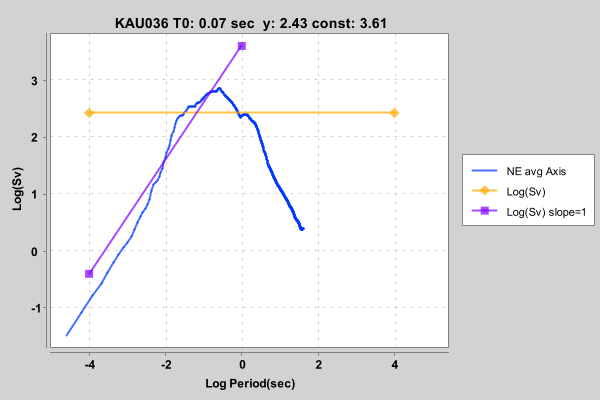 KAU036 T0: 0.07 sec  y: 2.43 const: 3.61
Log(Sv)
3
2
1
0
-1
-4
-2
0
2
4
Log Period(sec)
NE avg Axis
Log(Sv)
Log(Sv) slope=1